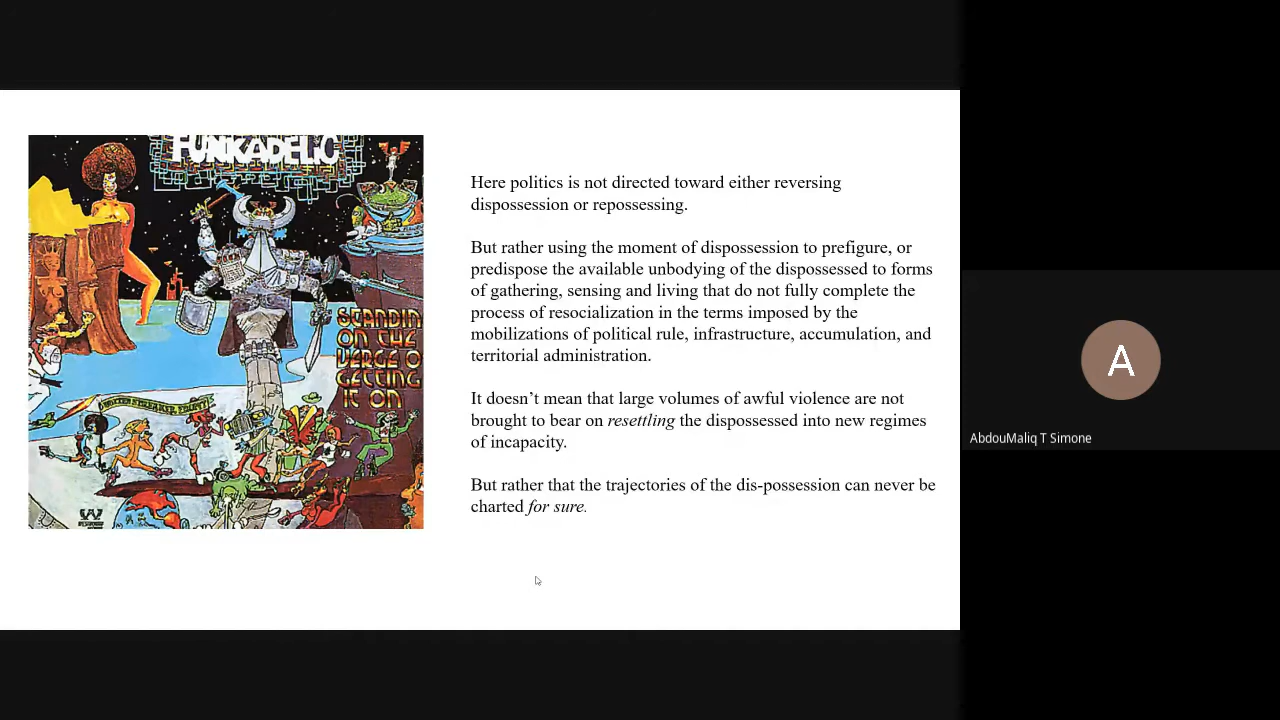 FUNKADELIC
STANDIN
ON THE
VERGE O
GETTING
IT ON
Here politics is not directed toward either reversing
dispossession or repossessing.
But rather using the moment of dispossession to prefigure, or
predispose the available unbodying of the dispossessed to forms
of gathering, sensing and living that do not fully complete the
process of resocialization in the terms imposed by the
mobilizations of political rule, infrastructure, accumulation, and
territorial administration.
It doesn’t mean that large volumes of awful violence are not
brought to bear on resettling the dispossessed into new regimes
of incapacity.
But rather that the trajectories of the dis-possession can never be
charted for sure.
A
AbdouMaliq T Simone